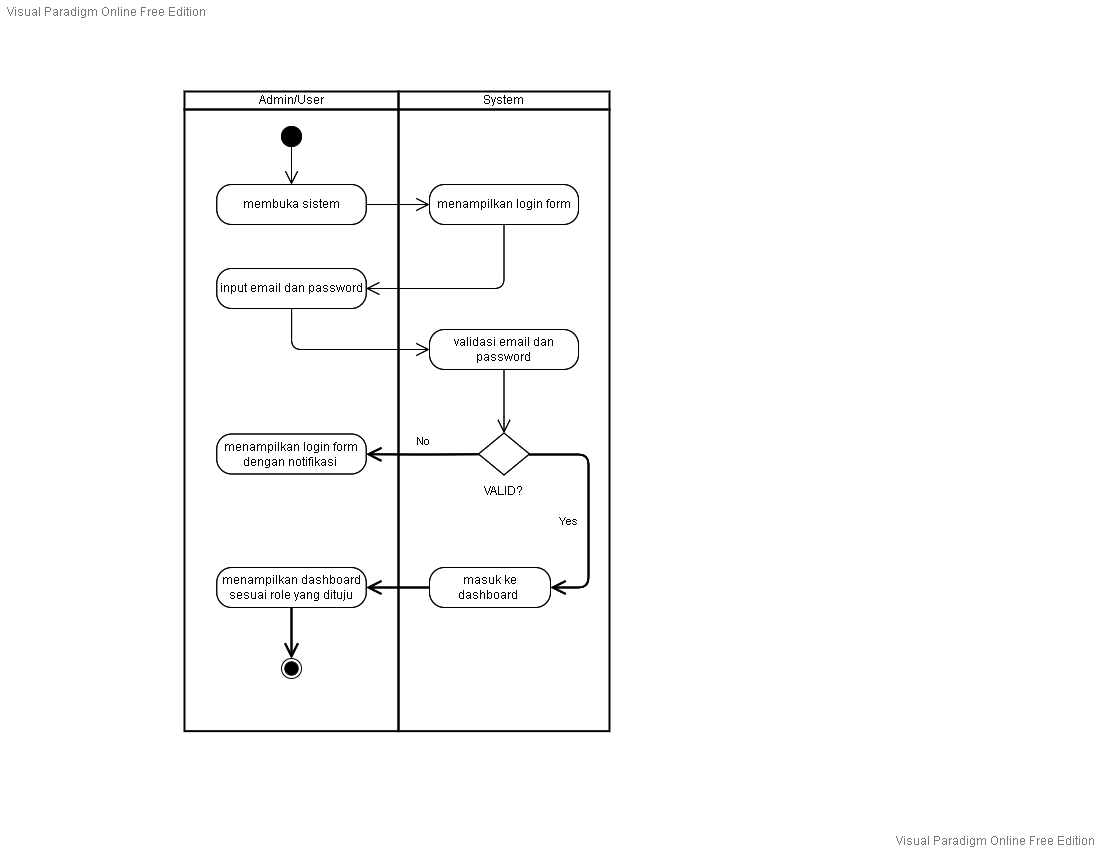 Visual Paradigm Online Free Edition
Admin/User
System
membuka sistem
menampilkan login form
input email dan password
validasi email dan
password
No
menampilkan login form
dengan notifikasi
VALID?
Yes
menampilkan dashboard
sesuai role yang dituju
masuk ke
dashboard
Visual Paradigm Online Free Edition